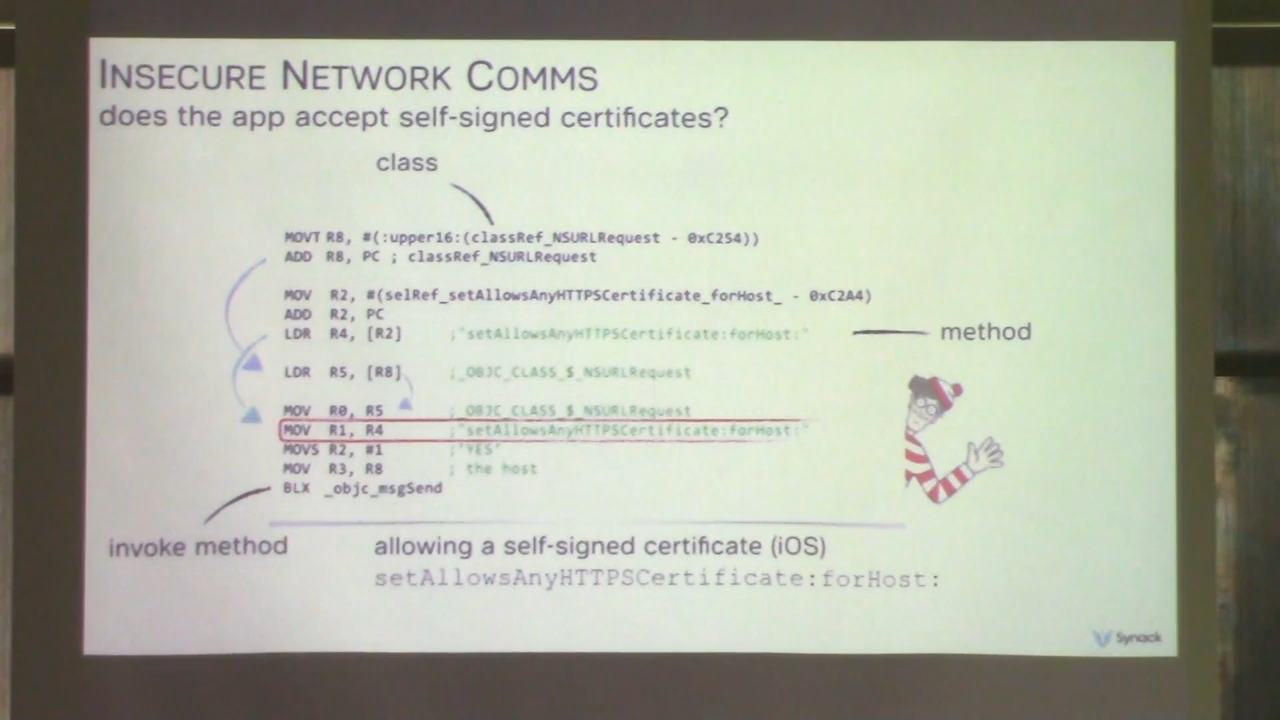 INSECURE NETWORK COMMS
does the app accept self-signed certificates?
class
MOVT R8, #(:upper16:(classRef_NSURLRequest - 0xC254))
ADD R8, PC ; classRef_NSURLRequest
MOV R2, #(selRef_setAllowsAnyHTTPSCertificate_forHost_ - 0xC2A4)
ADD R2, PC
LDR R4, [R2] ;"setAllowsAnyHTTPSCertificate:forHost:"
method
LDR R5, [R8] ;_OBJC_CLASS_$_NSURLRequest
MOV R0, R5 ;_OBJC_CLASS_$_NSURLRequest
MOV R1, R4 ;"setAllowsAnyHTTPSCertificate:forHost:"
MOVS R2, #1 ;"YES"
MOV R3, R8 ; the host
BLX _objc_msgSend
invoke method
allowing a self-signed certificate (iOS)
setAllowsAnyHTTPSCertificate:forHost:
Synack